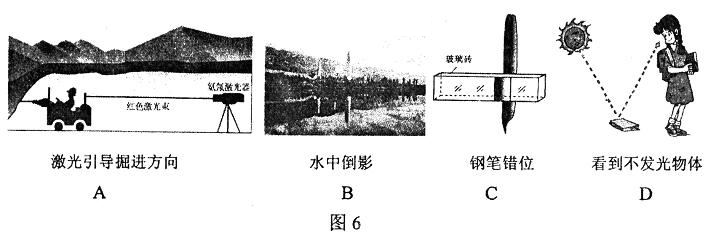 氦氖激光器
红色激光束
玻璃砖
激光引导掘进方向
水中倒影
钢笔错位
看到不发光物体
A
B
C
D
图6